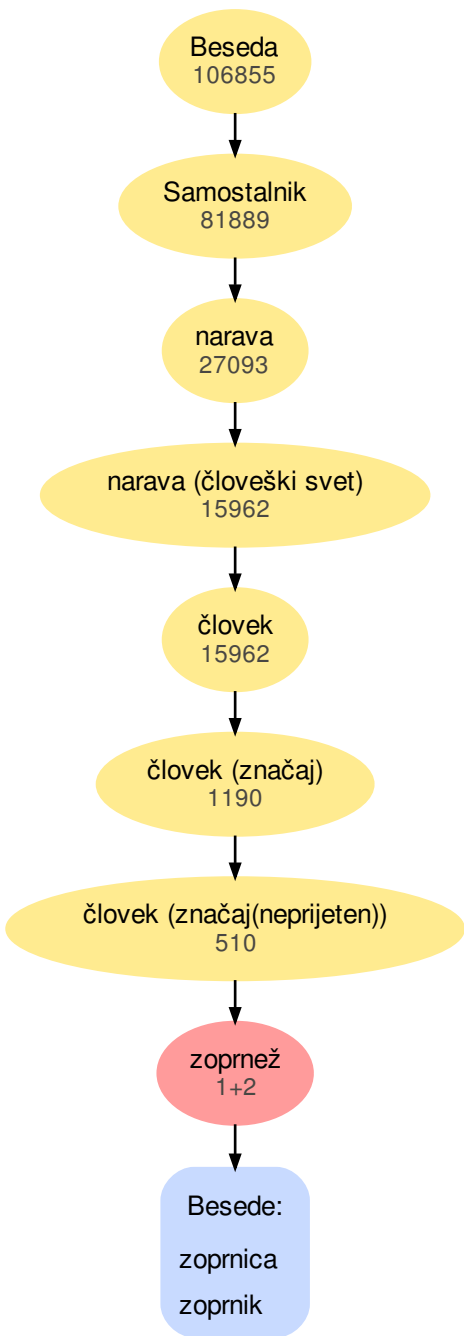 Beseda
106855
Samostalnik
81889
narava
27093
narava (človeški svet)
15962
človek
15962
človek (značaj)
1190
človek (značaj(neprijeten))
510
zoprnež
1+2
Besede:
zoprnica
zoprnik